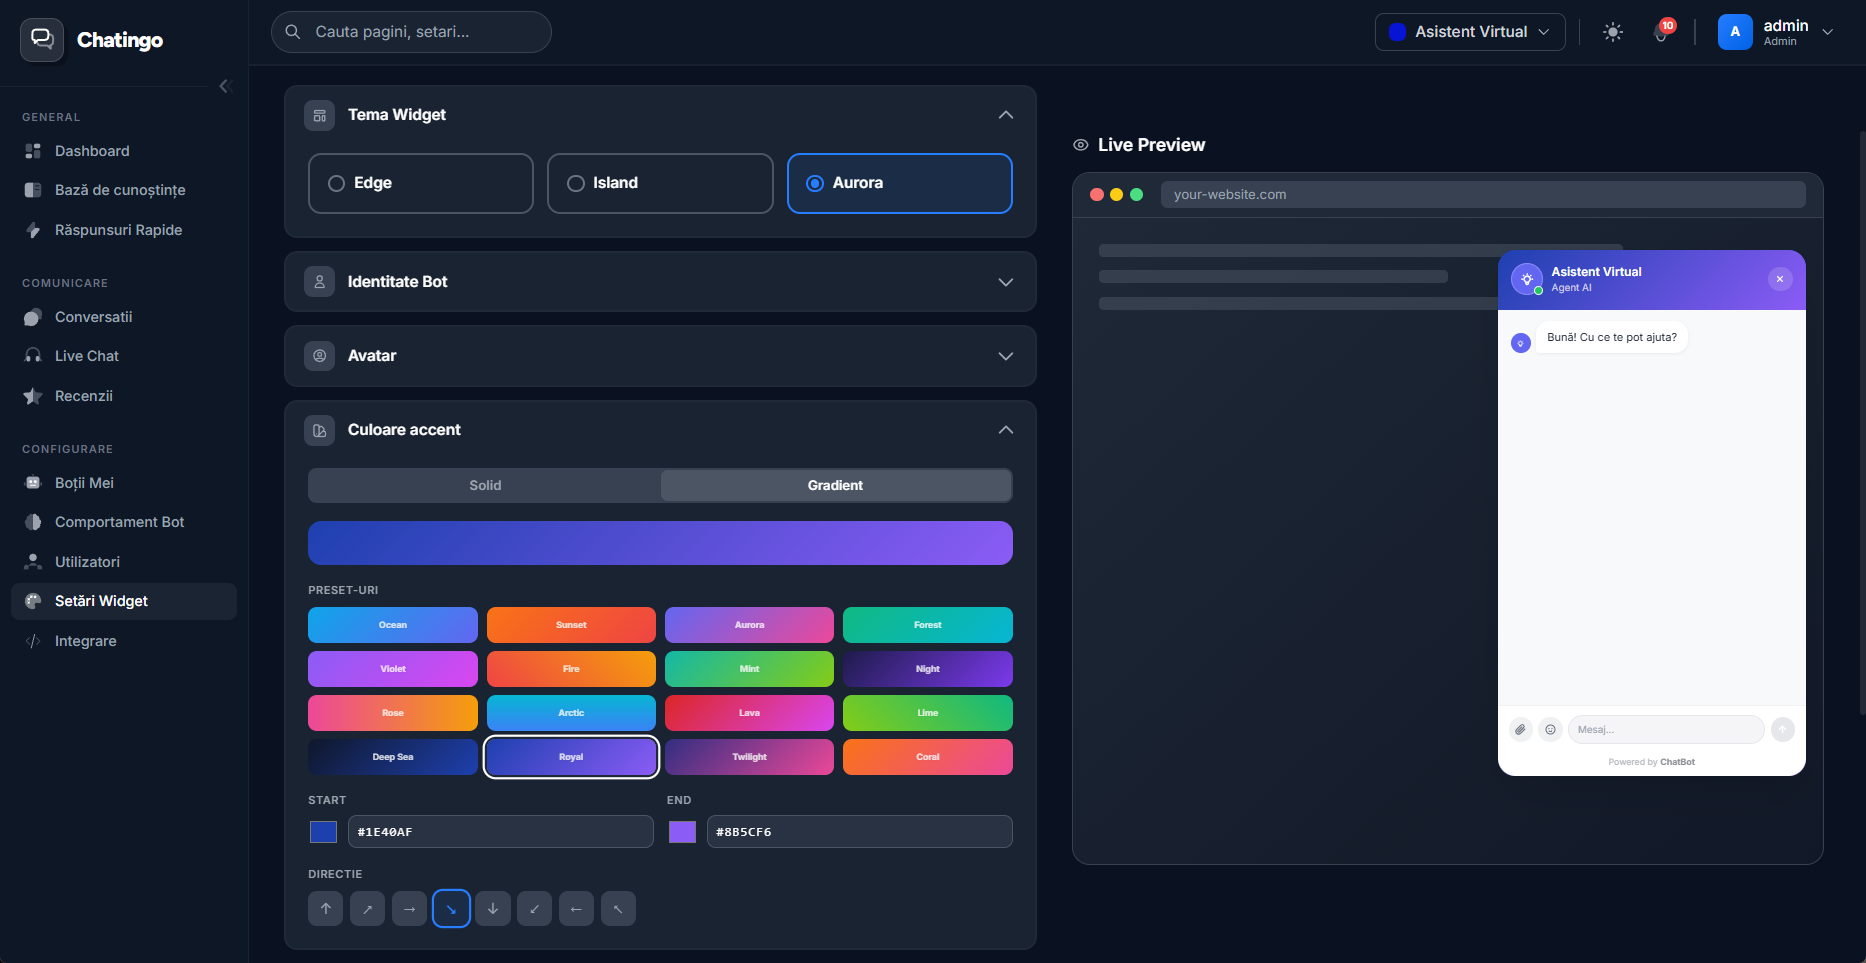 Chatingo
Cauta pagini, setari...
Asistent Virtual
10
A
admin
Admin
GENERAL
Dashboard
Bază de cunoștințe
Răspunsuri Rapide
COMUNICARE
Conversatii
Live Chat
Recenzii
CONFIGURARE
Boții Mei
Comportament Bot
Utilizatori
Setări Widget
Integrare
Tema Widget
Edge
Island
Aurora
Identitate Bot
Avatar
Culoare accent
Solid
Gradient
PRESET-URI
Ocean
Sunset
Aurora
Forest
Violet
Fire
Mint
Night
Rose
Arctic
Lava
Lime
Deep Sea
Royal
Twilight
Coral
START
END
#1E40AF
#8B5CF6
DIRECTIE
Live Preview
your-website.com
Asistent Virtual
Agent AI
Bună! Cu ce te pot ajuta?
Mesaj...
Powered by ChatBot